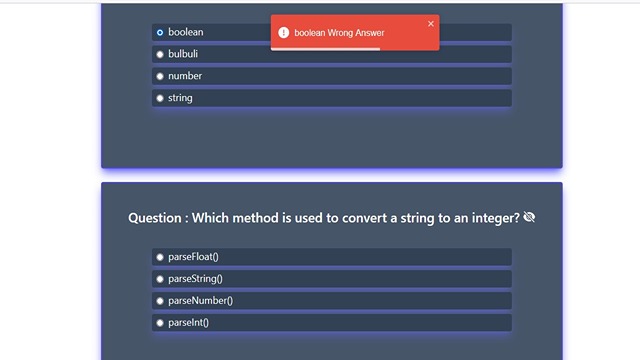 boolean
boolean Wrong Answer
bulbuli
number
string
Question : Which method is used to convert a string to an integer?
parseFloat()
parseString()
parseNumber()
parseInt()